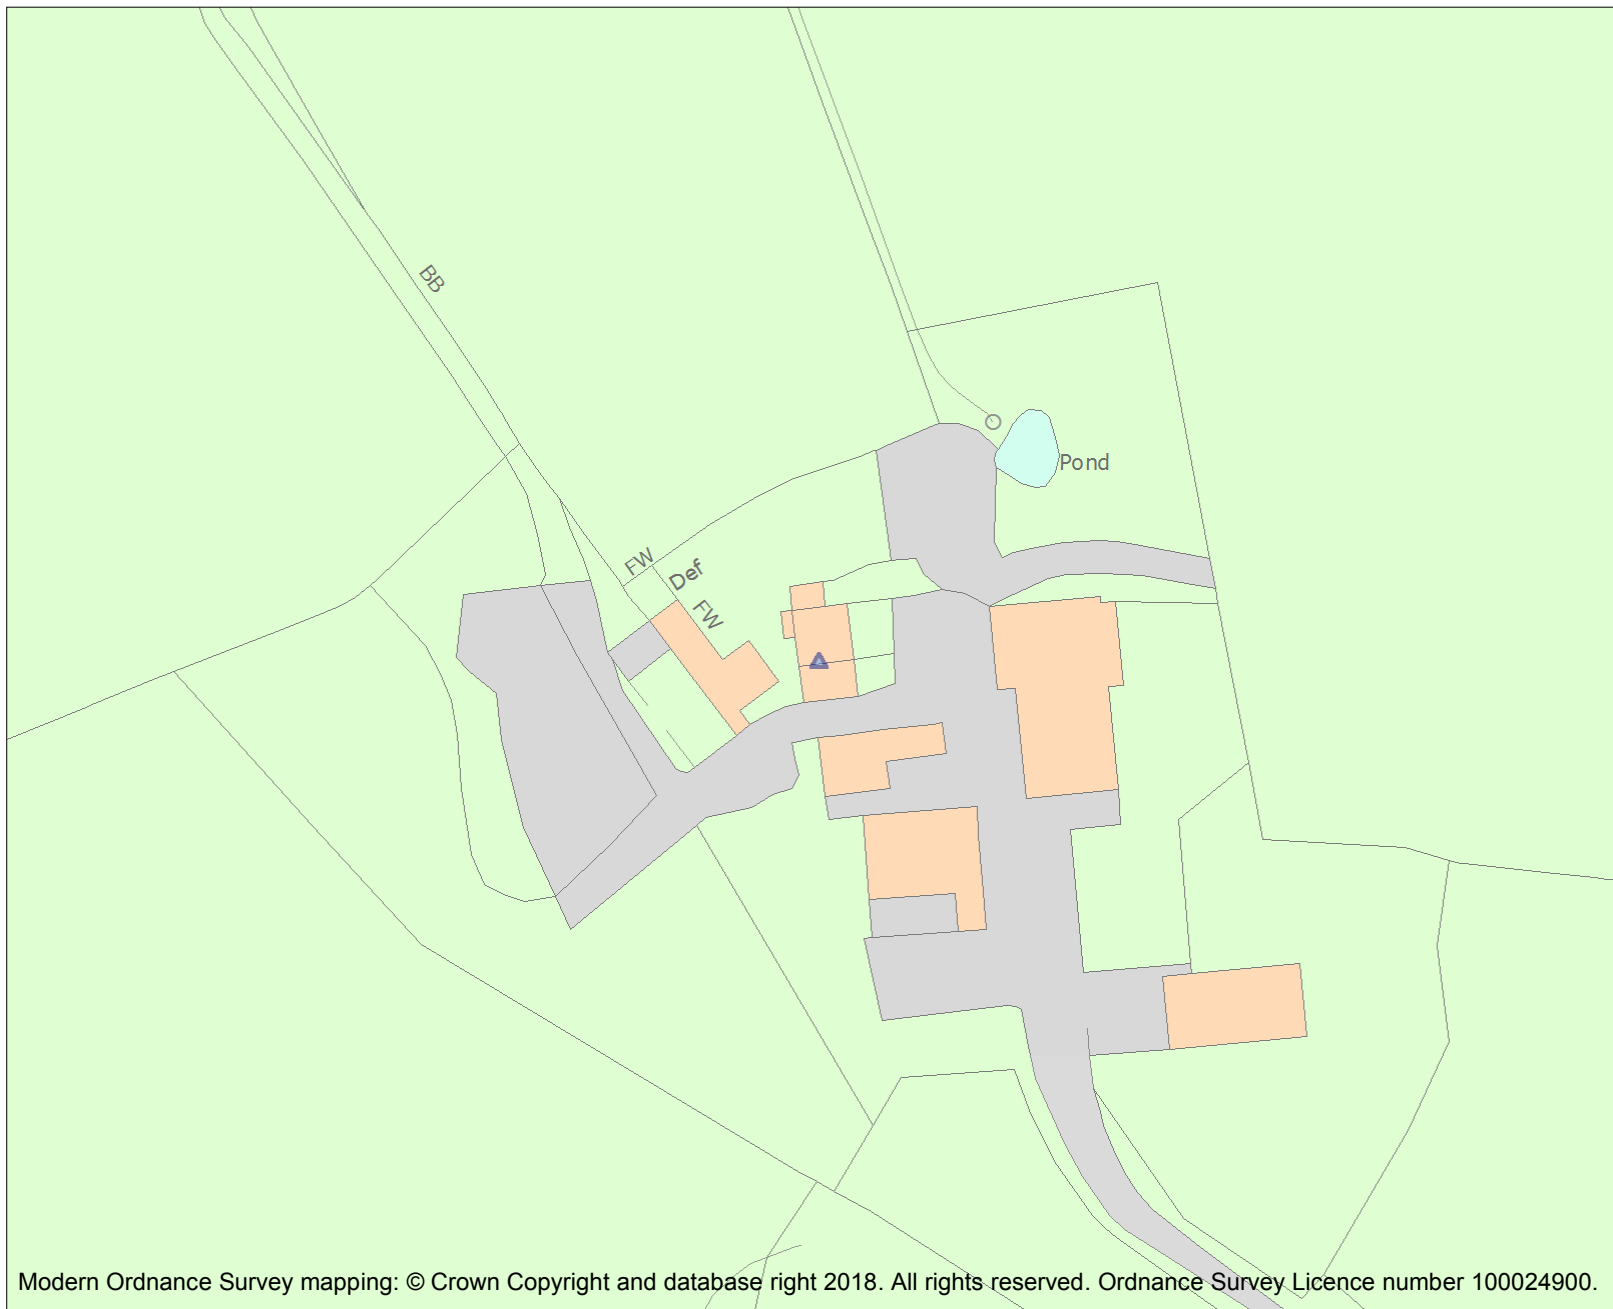 BB
Pond
FW
Def
FW
Modern Ordnance Survey mapping: © Crown Copyright and database right 2018. All rights reserved. Ordnance Survey Licence number 100024900.